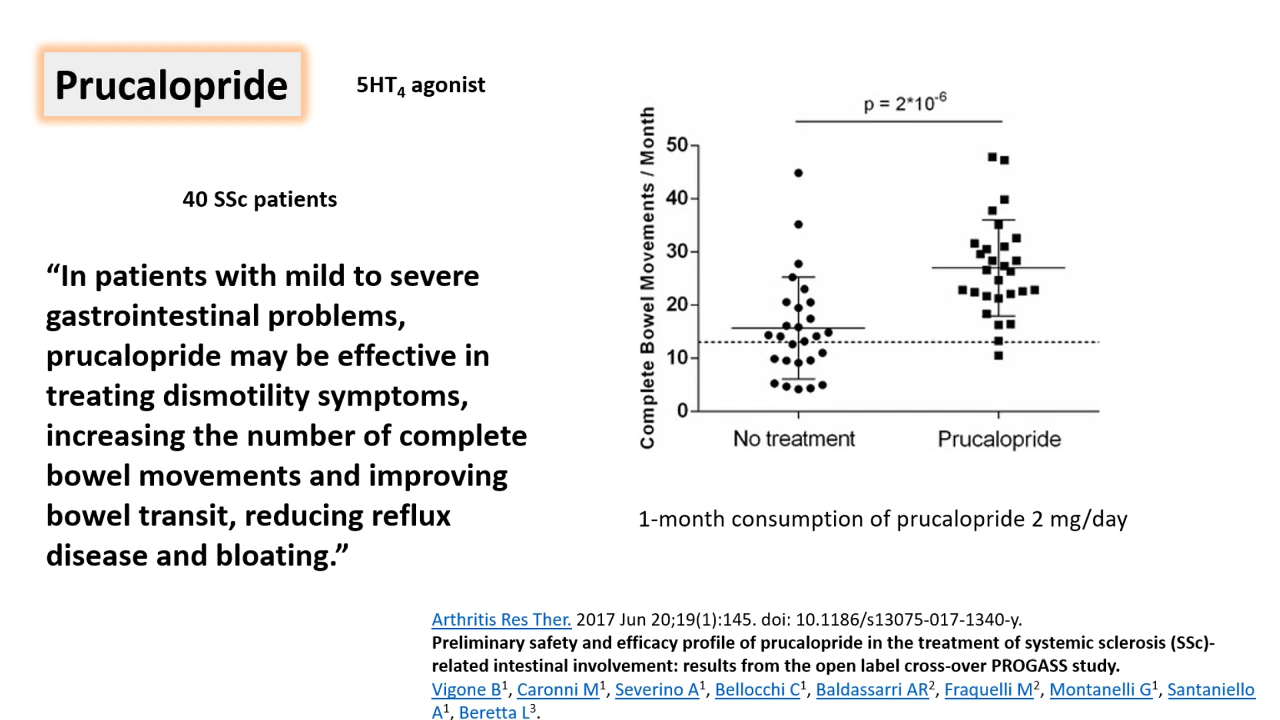 Prucalopride
5HT₄ agonist
40 SSc patients
“In patients with mild to severe
gastrointestinal problems,
prucalopride may be effective in
treating dismotility symptoms,
increasing the number of complete
bowel movements and improving
bowel transit, reducing reflux
disease and bloating.”
p = 2*10⁻⁶
Complete Bowel Movements / Month
50
40
30
20
10
0
No treatment
Prucalopride
1-month consumption of prucalopride 2 mg/day
Arthritis Res Ther. 2017 Jun 20;19(1):145. doi: 10.1186/s13075-017-1340-y.
Preliminary safety and efficacy profile of prucalopride in the treatment of systemic sclerosis (SSc)-
related intestinal involvement: results from the open label cross-over PROGASS study.
Vigone B¹, Caronni M¹, Severino A¹, Bellocchi C¹, Baldassarri AR², Fraquelli M², Montanelli G¹, Santaniello
A¹, Beretta L³.